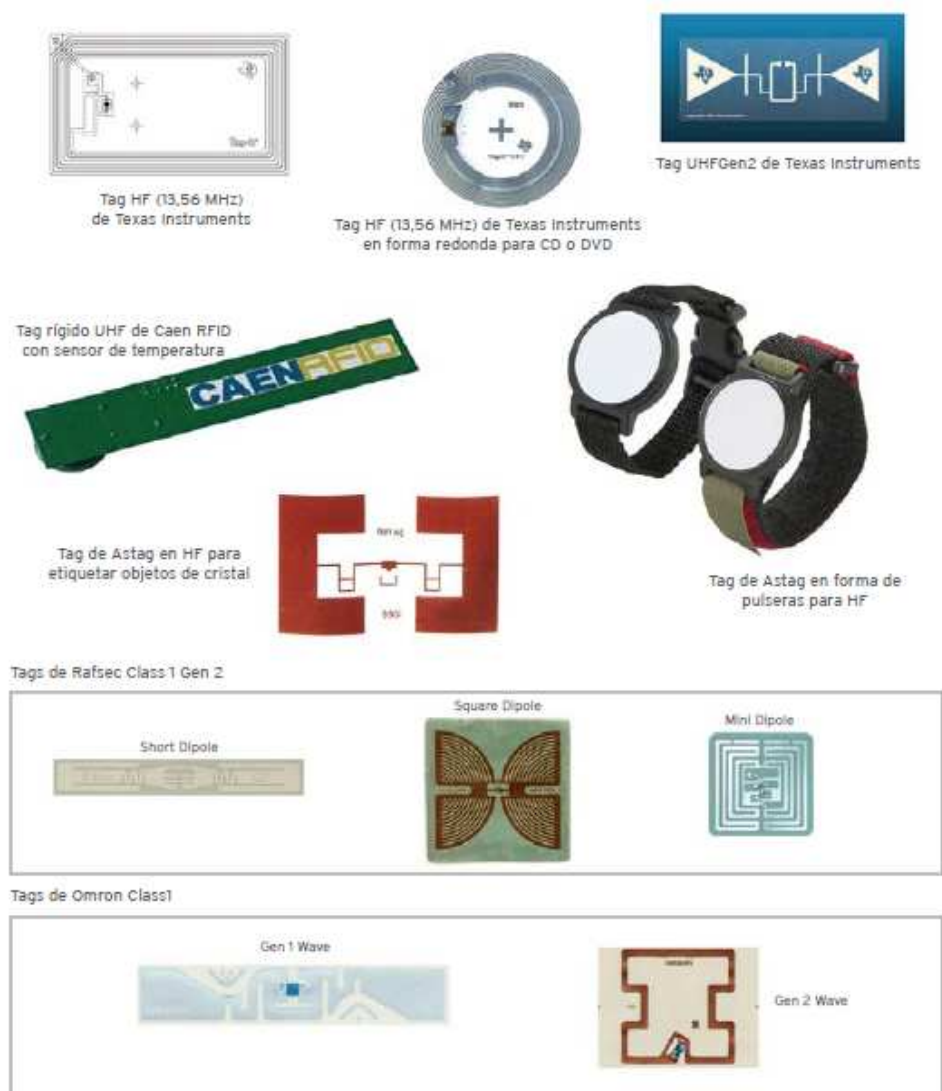 Tag HF (13,56 MHz)
de Texas Instruments
Tag HF (13,56 MHz) de Texas Instruments
en forma redonda para CD o DVD
Tag UHFGen2 de Texas Instruments
Tag rígido UHF de Caen RFID
con sensor de temperatura
CAENRFID
Tag de Astag en HF para
etiquetar objetos de cristal
Tag de Astag en forma de
pulseras para HF
Tags de Rafsec Class 1 Gen 2
Short Dipole
Square Dipole
Mini Dipole
Tags de Omron Class1
Gen 1 Wave
Gen 2 Wave